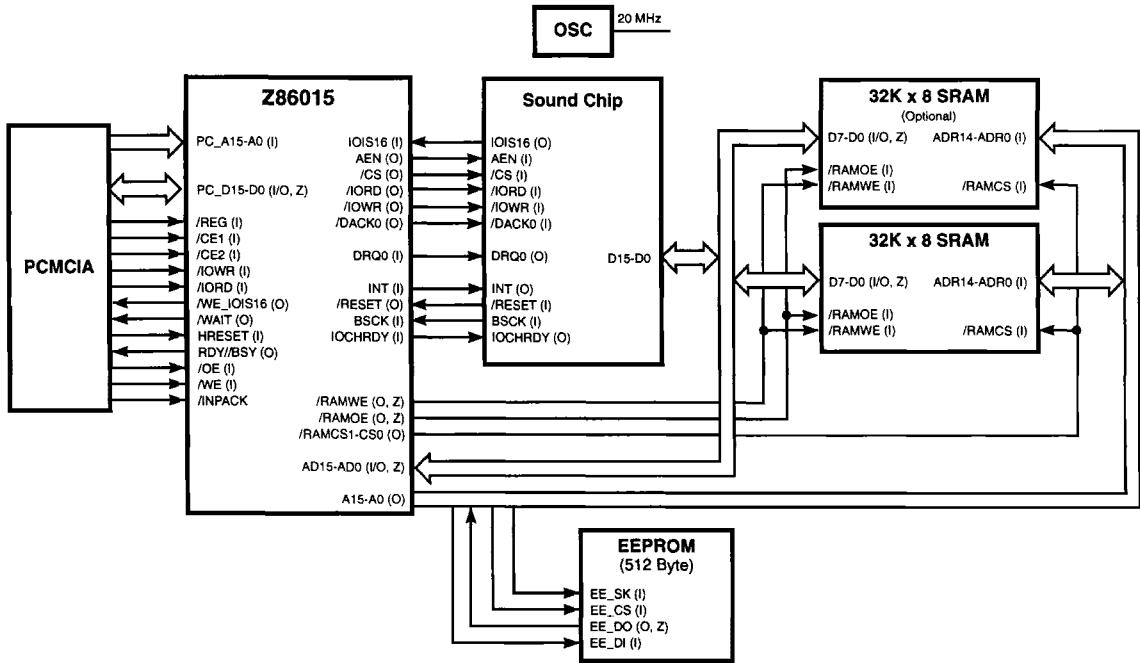 OSC
20 MHz
PCMCIA
Z86015
PC_A15-A0 (I)
PC_D15-D0 (I/O, Z)
/REG (I)
/CE1 (I)
/CE2 (I)
/IOWR (I)
/IORD (I)
/WE_IOIS16 (O)
/WAIT (O)
HRESET (I)
RDY//BSY (O)
/OE (I)
/WE (I)
/INPACK
IOIS16 (I)
AEN (O)
/CS (O)
/IORD (O)
/IOWR (O)
/DACK0 (O)
DRQ0 (I)
INT (I)
/RESET (O)
BSCK (I)
IOCHRDY (I)
/RAMWE (O, Z)
/RAMOE (O, Z)
/RAMCS1-CS0 (O)
AD15-AD0 (I/O, Z)
A15-A0 (O)
Sound Chip
IOIS16 (O)
AEN (I)
/CS (I)
/IORD (I)
/IOWR (I)
/DACK0 (I)
DRQ0 (O)
INT (O)
/RESET (I)
BSCK (I)
IOCHRDY (O)
D15-D0
32K x 8 SRAM
(Optional)
D7-D0 (I/O, Z) ADR14-ADR0 (I)
/RAMOE (I)
/RAMWE (I) /RAMCS (I)
32K x 8 SRAM
D7-D0 (I/O, Z) ADR14-ADR0 (I)
/RAMOE (I)
/RAMWE (I) /RAMCS (I)
EEPROM
(512 Byte)
EE_SK (I)
EE_CS (I)
EE_DO (O, Z)
EE_DI (I)